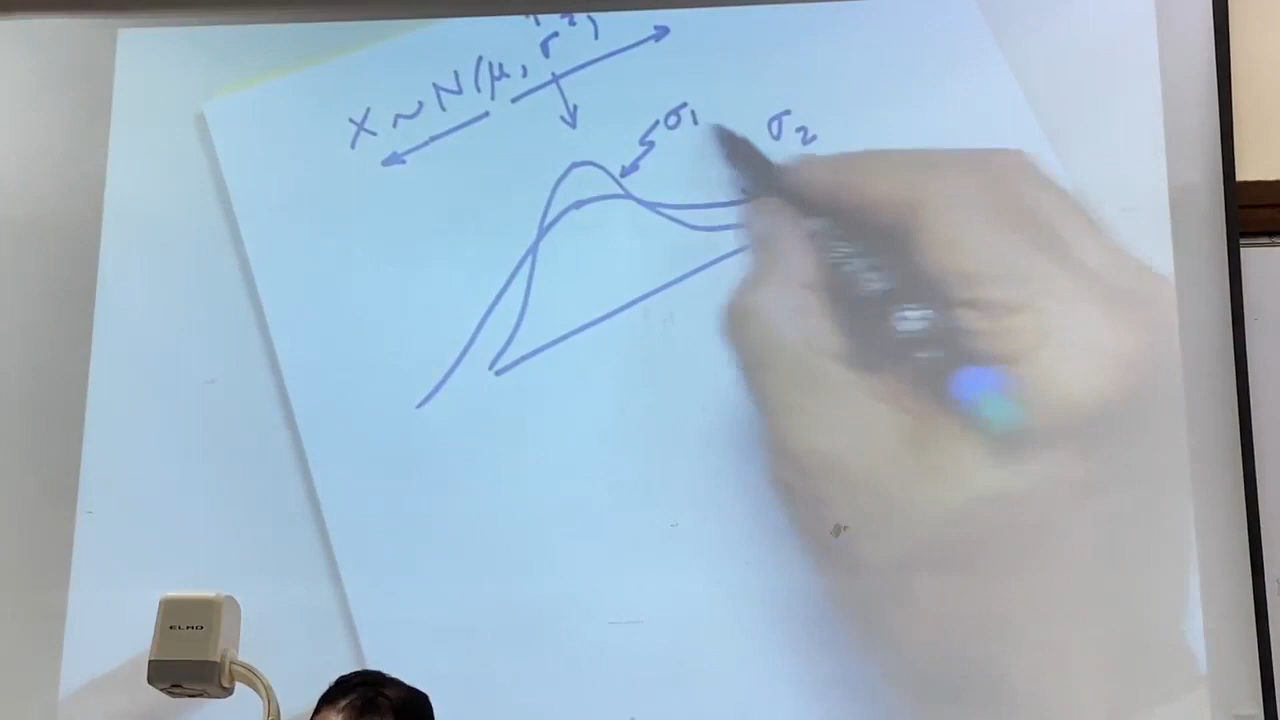 X ~ N(μ, σ²)
σ₁
σ₂
ELMO